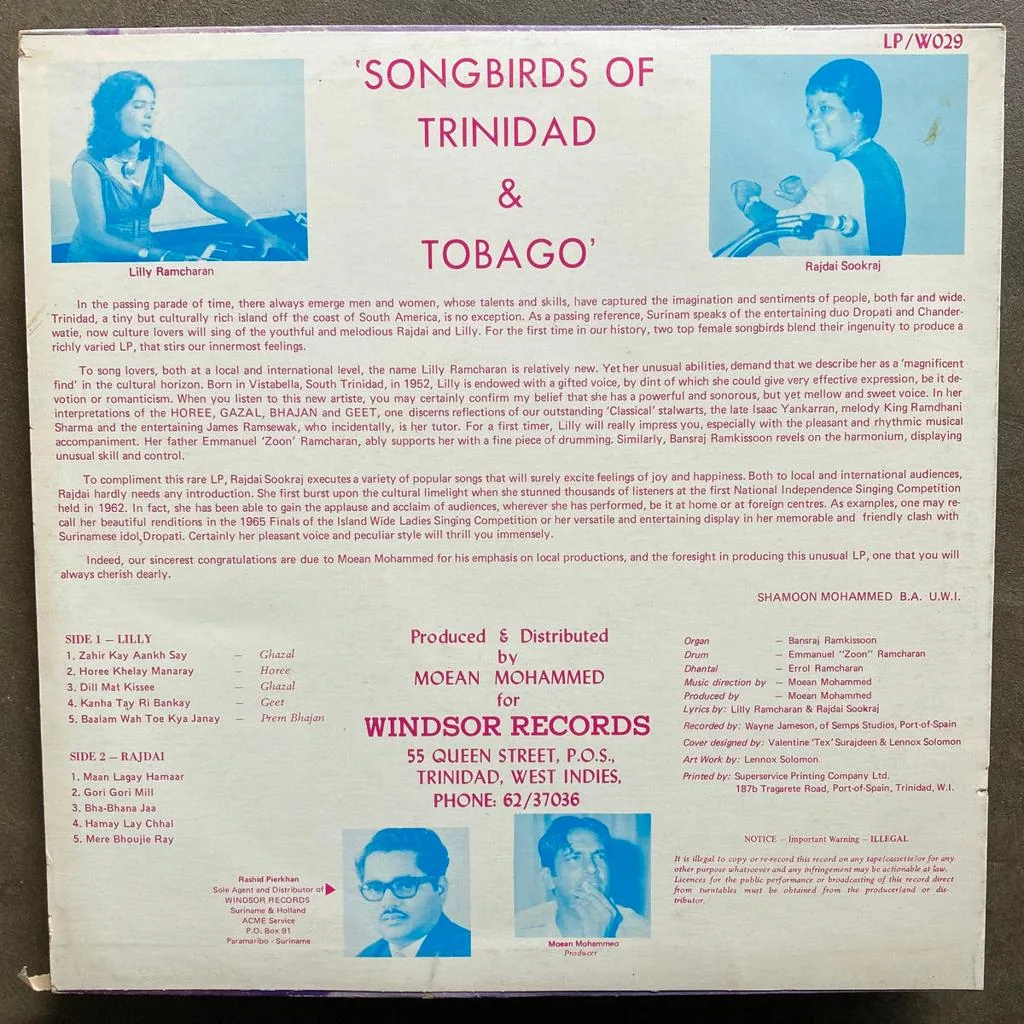 LP/W029
'SONGBIRDS OF
TRINIDAD
&
TOBAGO'
Lilly Ramcharan
Rajdai Sookraj
In the passing parade of time, there always emerge men and women, whose talents and skills, have captured the imagination and sentiments of people, both far and wide.
Trinidad, a tiny but culturally rich island off the coast of South America, is no exception. As a passing reference, Surinam speaks of the entertaining duo Dropati and Chander-
watie, now culture lovers will sing of the youthful and melodious Rajdai and Lilly. For the first time in our history, two top female songbirds blend their ingenuity to produce a
richly varied LP, that stirs our innermost feelings.
To song lovers, both at a local and international level, the name Lilly Ramcharan is relatively new. Yet her unusual abilities, demand that we describe her as a 'magnificent
find' in the cultural horizon. Born in Vistabella, South Trinidad, in 1952, Lilly is endowed with a gifted voice, by dint of which she could give very effective expression, be it de-
votion or romanticism. When you listen to this new artiste, you may certainly confirm my belief that she has a powerful and sonorous, but yet mellow and sweet voice. In her
interpretations of the HOREE, GAZAL, BHAJAN and GEET, one discerns reflections of our outstanding 'Classical' stalwarts, the late Isaac Yankarran, melody King Ramdhani
Sharma and the entertaining James Ramsewak, who incidentally, is her tutor. For a first timer, Lilly will really impress you, especially with the pleasant and rhythmic musical
accompaniment. Her father Emmanuel 'Zoon' Ramcharan, ably supports her with a fine piece of drumming. Similarly, Bansraj Ramkissoon revels on the harmonium, displaying
unusual skill and control.
To compliment this rare LP, Rajdai Sookraj executes a variety of popular songs that will surely excite feelings of joy and happiness. Both to local and international audiences,
Rajdai hardly needs any introduction. She first burst upon the cultural limelight when she stunned thousands of listeners at the first National Independence Singing Competition
held in 1962. In fact, she has been able to gain the applause and acclaim of audiences, wherever she has performed, be it at home or at foreign centres. As examples, one may re-
call her beautiful renditions in the 1965 Finals of the Island Wide Ladies Singing Competition or her versatile and entertaining display in her memorable and friendly clash with
Surinamese idol, Dropati. Certainly her pleasant voice and peculiar style will thrill you immensely.
Indeed, our sincerest congratulations are due to Moean Mohammed for his emphasis on local productions, and the foresight in producing this unusual LP, one that you will
always cherish dearly.
SHAMOON MOHAMMED B.A. U.W.I.
SIDE 1 – LILLY
1. Zahir Kay Aankh Say – Ghazal
2. Horee Khelay Manaray – Horee
3. Dill Mat Kissee – Ghazal
4. Kanha Tay Ri Bankay – Geet
5. Baalam Wah Toe Kya Janay – Prem Bhajan
SIDE 2 – RAJDAI
1. Maan Lagay Hamaar
2. Gori Gori Mill
3. Bha-Bhana Jaa
4. Hamay Lay Chhal
5. Mere Bhoujie Ray
Produced & Distributed
by
MOEAN MOHAMMED
for
WINDSOR RECORDS
55 QUEEN STREET, P.O.S.,
TRINIDAD, WEST INDIES,
PHONE: 62/37036
Organ – Bansraj Ramkissoon
Drum – Emmanuel "Zoon" Ramcharan
Dhantal – Errol Ramcharan
Music direction by – Moean Mohammed
Produced by – Moean Mohammed
Lyrics by: Lilly Ramcharan & Rajdai Sookraj
Recorded by: Wayne Jameson, of Semps Studios, Port-of-Spain
Cover designed by: Valentine 'Tex' Surajdeen & Lennox Solomon
Art Work by: Lennox Solomon
Printed by: Superservice Printing Company Ltd.
187b Tragarete Road, Port-of-Spain, Trinidad, W.I.
NOTICE – Important Warning – ILLEGAL
It is illegal to copy or re-record this record on any tape/cassette/or for any
other purpose whatsoever and any infringement may be actionable at law.
Licences for the public performance or broadcasting of this record direct
from turntables must be obtained from the producer/and or dis-
tributor.
Rashid Pierkhan
Sole Agent and Distributor of
WINDSOR RECORDS
Suriname & Holland
ACME Service
P.O. Box 91
Paramaribo - Suriname
Moean Mohammed
Producer